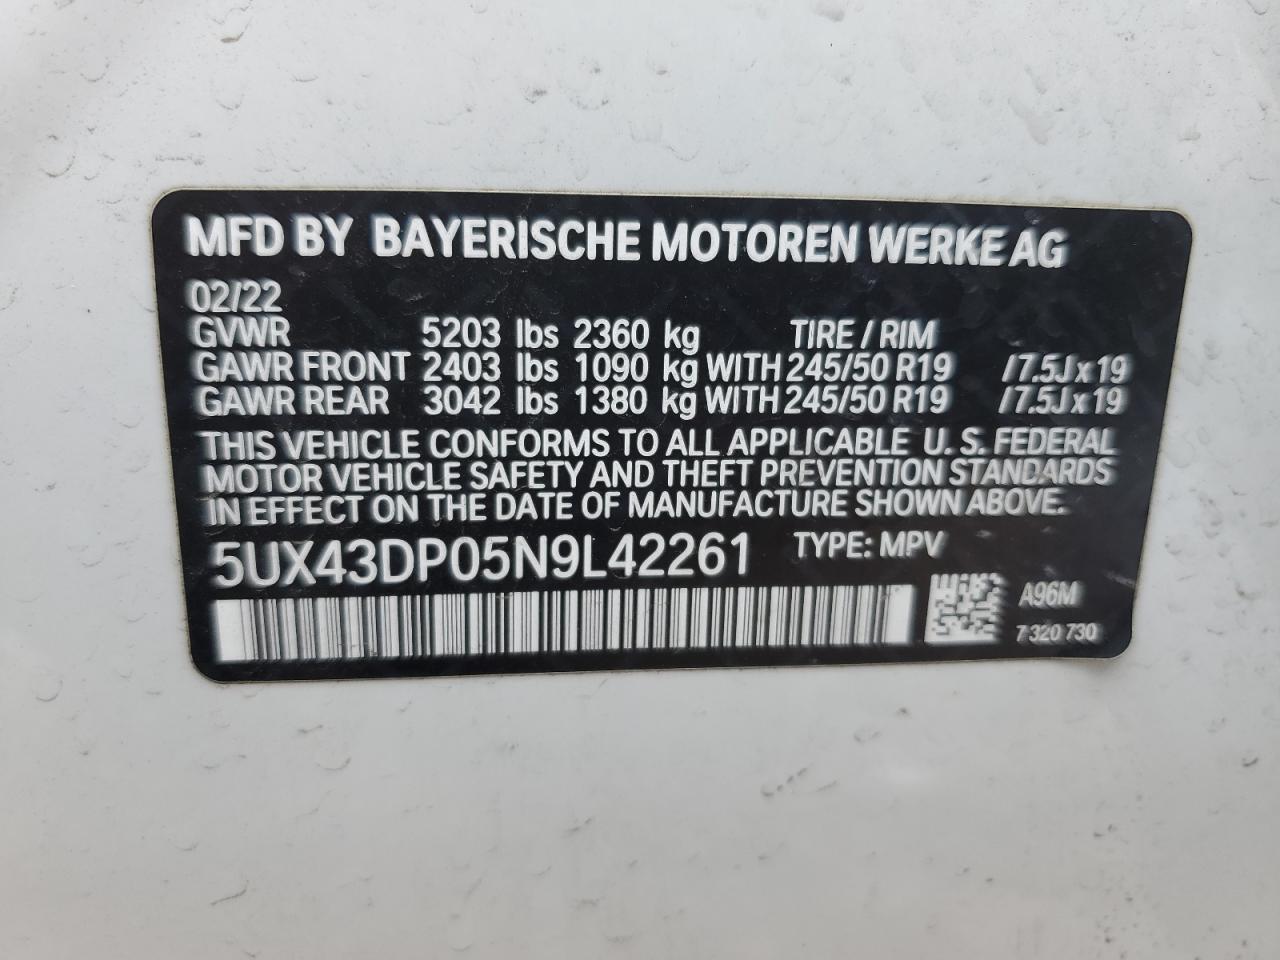 MFD BY BAYERISCHE MOTOREN WERKE AG
02/22
GVWR 5203 lbs 2360 kg TIRE / RIM
GAWR FRONT 2403 lbs 1090 kg WITH 245/50 R19 / 7.5J x 19
GAWR REAR 3042 lbs 1380 kg WITH 245/50 R19 / 7.5J x 19
THIS VEHICLE CONFORMS TO ALL APPLICABLE U. S. FEDERAL
MOTOR VEHICLE SAFETY AND THEFT PREVENTION STANDARDS
IN EFFECT ON THE DATE OF MANUFACTURE SHOWN ABOVE.
5UX43DP05N9L42261 TYPE: MPV
A96M
7 320 730